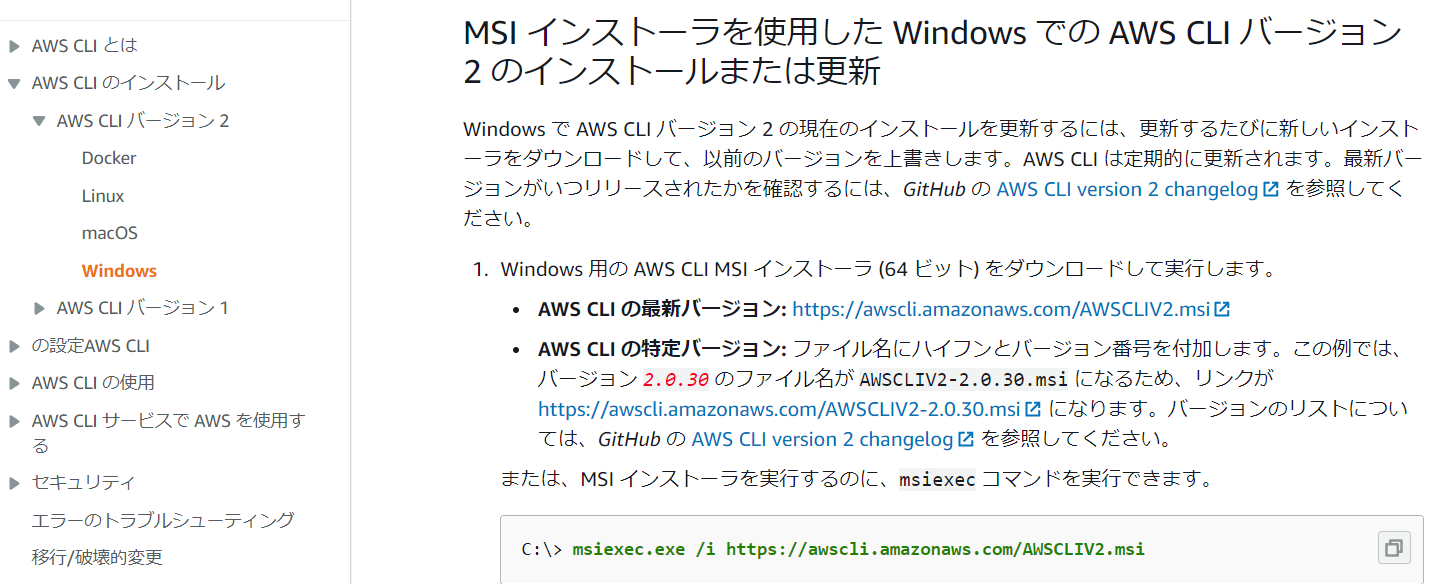 AWS CLI とは
AWS CLI のインストール
AWS CLI バージョン 2
Docker
Linux
macOS
Windows
AWS CLI バージョン 1
の設定AWS CLI
AWS CLI の使用
AWS CLI サービスで AWS を使用す
る
セキュリティ
エラーのトラブルシューティング
移行/破壊的変更
MSI インストーラを使用した Windows での AWS CLI バージョン
2 のインストールまたは更新
Windows で AWS CLI バージョン 2 の現在のインストールを更新するには、更新するたびに新しいインスト
ーラをダウンロードして、以前のバージョンを上書きします。AWS CLI は定期的に更新されます。最新バー
ジョンがいつリリースされたかを確認するには、GitHub の AWS CLI version 2 changelog を参照してく
ださい。
1. Windows 用の AWS CLI MSI インストーラ (64 ビット) をダウンロードして実行します。
• AWS CLI の最新バージョン: https://awscli.amazonaws.com/AWSCLIV2.msi
• AWS CLI の特定バージョン: ファイル名にハイフンとバージョン番号を付加します。この例では、
バージョン 2.0.30 のファイル名が AWSCLIV2-2.0.30.msi になるため、リンクが
https://awscli.amazonaws.com/AWSCLIV2-2.0.30.msi になります。バージョンのリストについ
ては、GitHub の AWS CLI version 2 changelog を参照してください。
または、MSI インストーラを実行するのに、msiexec コマンドを実行できます。
C:\> msiexec.exe /i https://awscli.amazonaws.com/AWSCLIV2.msi